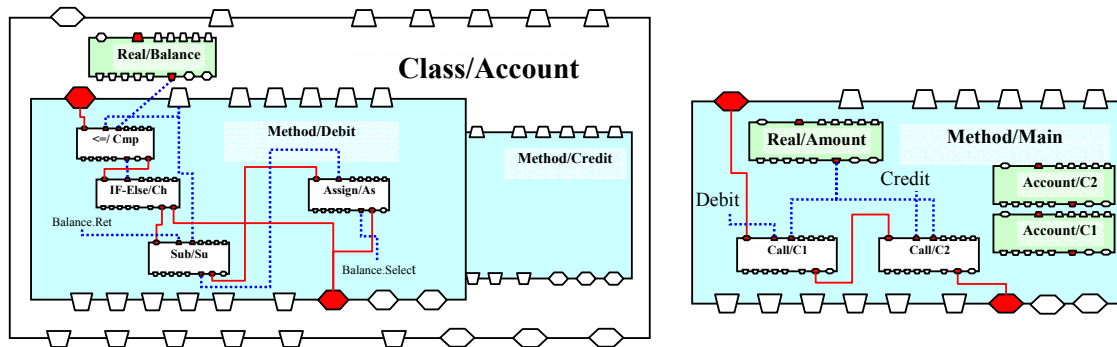 Real/Balance
Class/Account
<=/ Cmp
Method/Debit
Method/Credit
IF-Else/Ch
Assign/As
Balance.Ret
Sub/Su
Balance.Select
Real/Amount
Method/Main
Account/C2
Credit
Debit
Account/C1
Call/C1
Call/C2